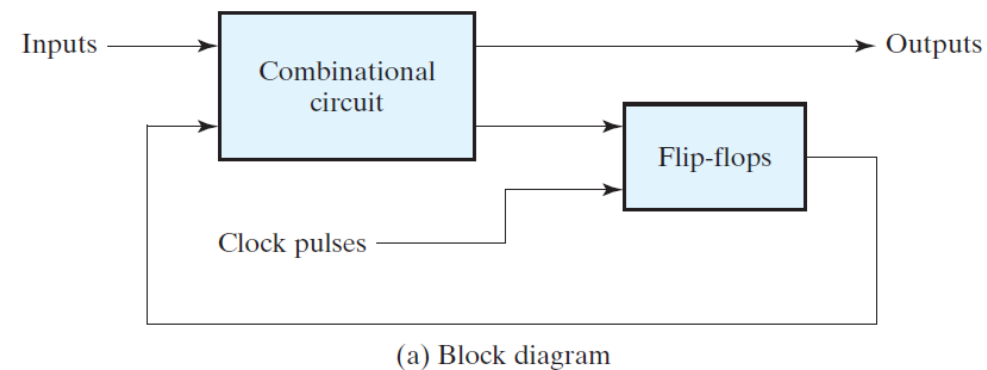 Inputs
Combinational
circuit
Outputs
Flip-flops
Clock pulses
(a) Block diagram